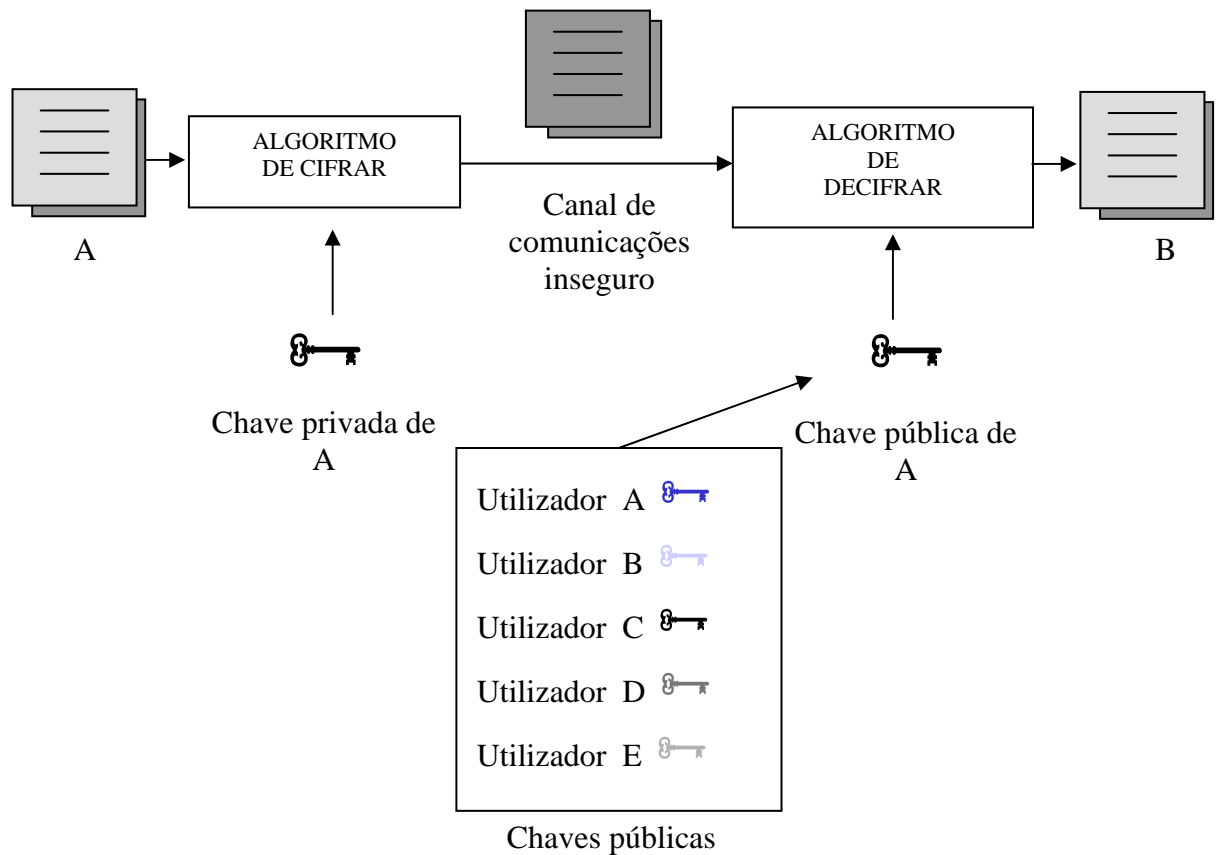 ALGORITMO
DE CIFRAR
ALGORITMO
DE
DECIFRAR
Canal de
comunicações
inseguro
A
B
Chave privada de
A
Chave pública de
A
Utilizador A
Utilizador B
Utilizador C
Utilizador D
Utilizador E
Chaves públicas